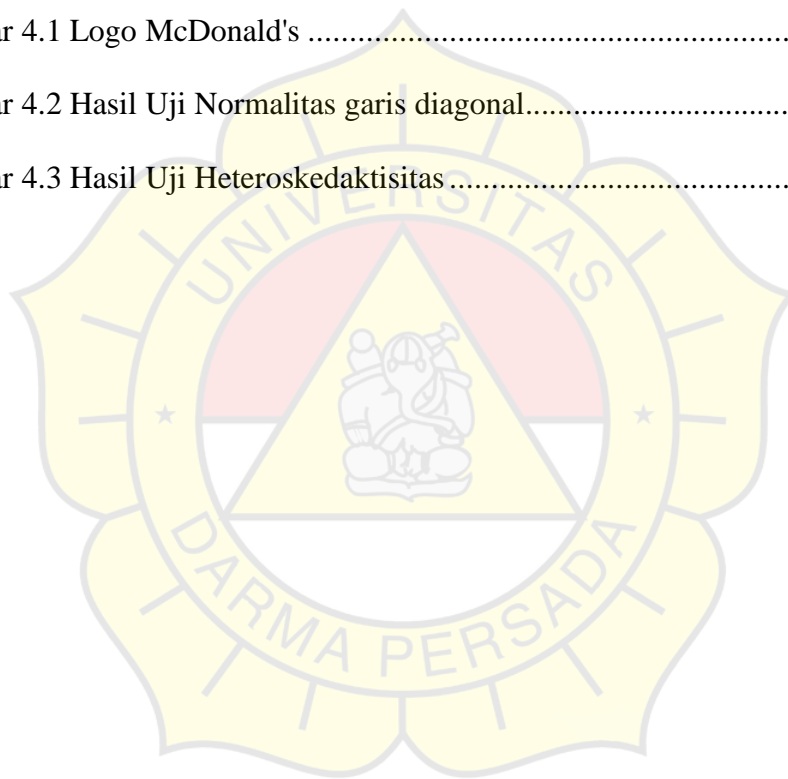 ar 4.1 Logo McDonald's ........................................................
ar 4.2 Hasil Uji Normalitas garis diagonal...............................
ar 4.3 Hasil Uji Heteroskedaktisitas ........................................
UNIVERSITAS
DARMA PERSADA